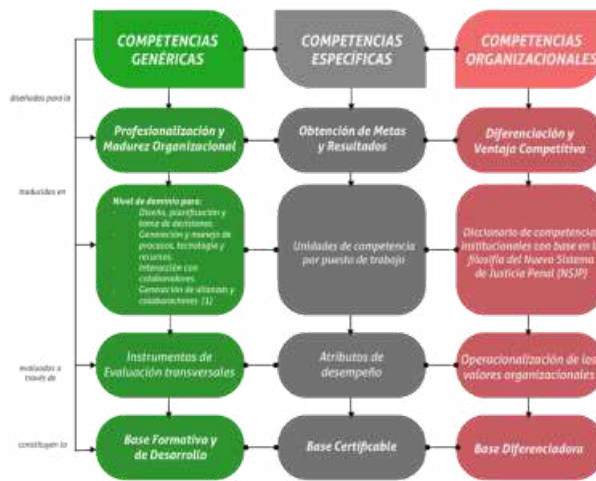 COMPETENCIAS
GENÉRICAS
COMPETENCIAS
ESPECÍFICAS
COMPETENCIAS
ORGANIZACIONALES
diseñadas para la
Profesionalización y
Madurez Organizacional
Obtención de Metas
y Resultados
Diferenciación y
Ventaja Competitiva
traducidas en
Nivel de dominio para:
- Diseño, planificación y
toma de decisiones.
- Generación y manejo de
procesos, tecnología y
recursos.
- Interacción con
colaboradores.
- Generación de alianzas y
colaboraciones (1)
Unidades de competencia
por puesto de trabajo
Diccionario de competencias
institucionales con base en la
filosofía del Nuevo Sistema
de Justicia Penal (NSJP)
evaluadas a
través de
Instrumentos de
Evaluación transversales
Atributos de
desempeño
Operacionalización de los
valores organizacionales
constituyen la
Base Formativa y
de Desarrollo
Base Certificable
Base Diferenciadora